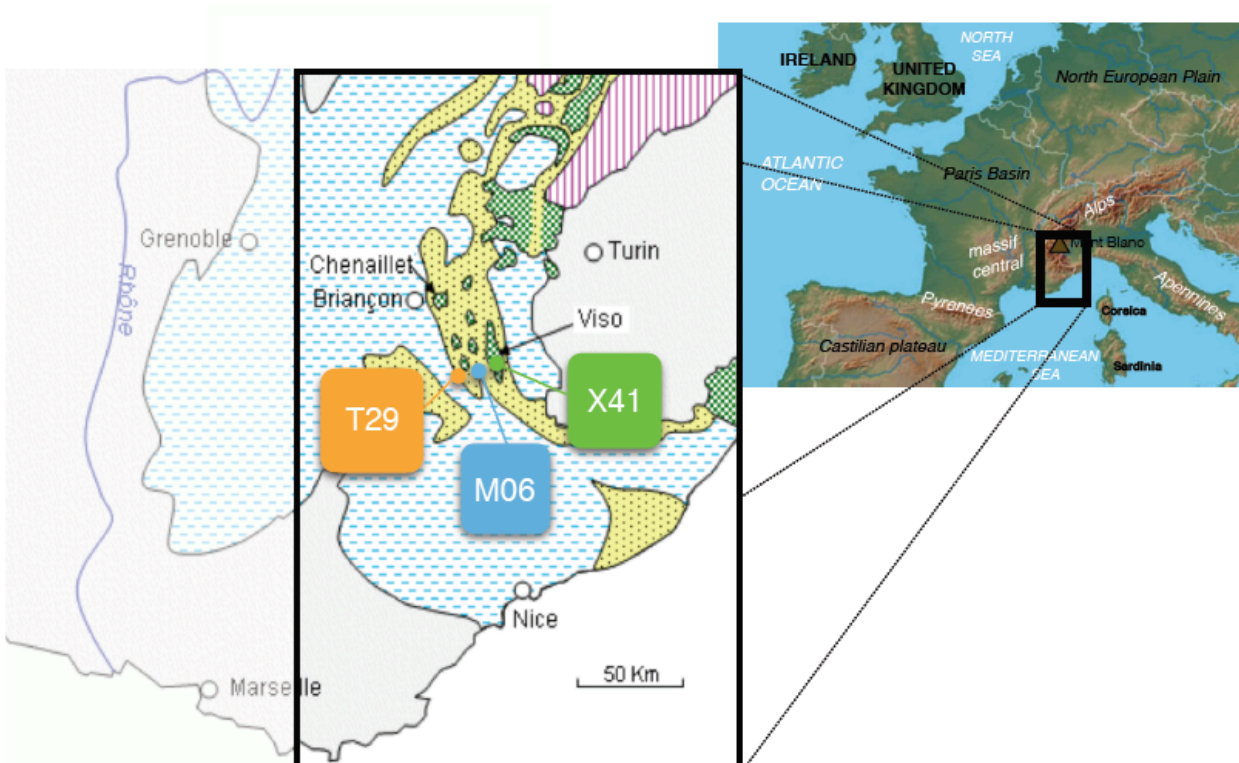 Grenoble
Rhône
Chenaillet
Briançon
Turin
Viso
T29
X41
M06
Nice
50 Km
Marseille
NORTH
SEA
IRELAND
UNITED
KINGDOM
North European Plain
ATLANTIC
OCEAN
Paris Basin
Alps
Mont Blanc
massif
central
Pyrenees
Corsica
Apennines
Castilian plateau
MEDITERRANEAN
SEA
Sardinia